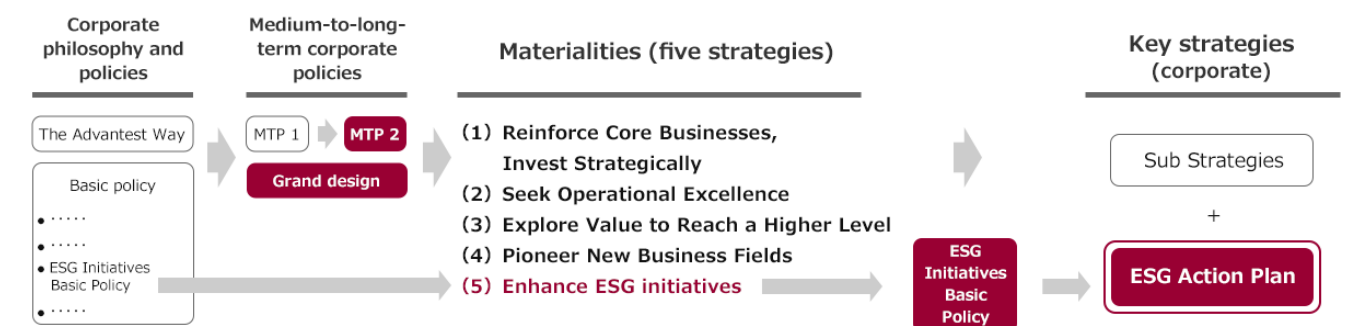 Corporate
philosophy and
policies
The Advantest Way
Basic policy
• · · · · ·
• · · · · ·
• ESG Initiatives
Basic Policy
• · · · · ·
Medium-to-long-
term corporate
policies
MTP 1
MTP 2
Grand design
Materialities (five strategies)
(1) Reinforce Core Businesses,
Invest Strategically
(2) Seek Operational Excellence
(3) Explore Value to Reach a Higher Level
(4) Pioneer New Business Fields
(5) Enhance ESG initiatives
ESG
Initiatives
Basic
Policy
Key strategies
(corporate)
Sub Strategies
+
ESG Action Plan